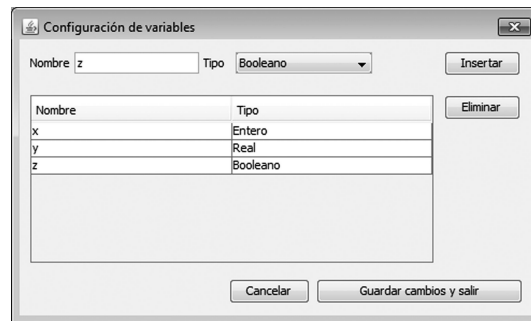 Configuración de variables
Nombre z Tipo Booleano Insertar
Eliminar
Nombre Tipo
x Entero
y Real
z Booleano
Cancelar Guardar cambios y salir